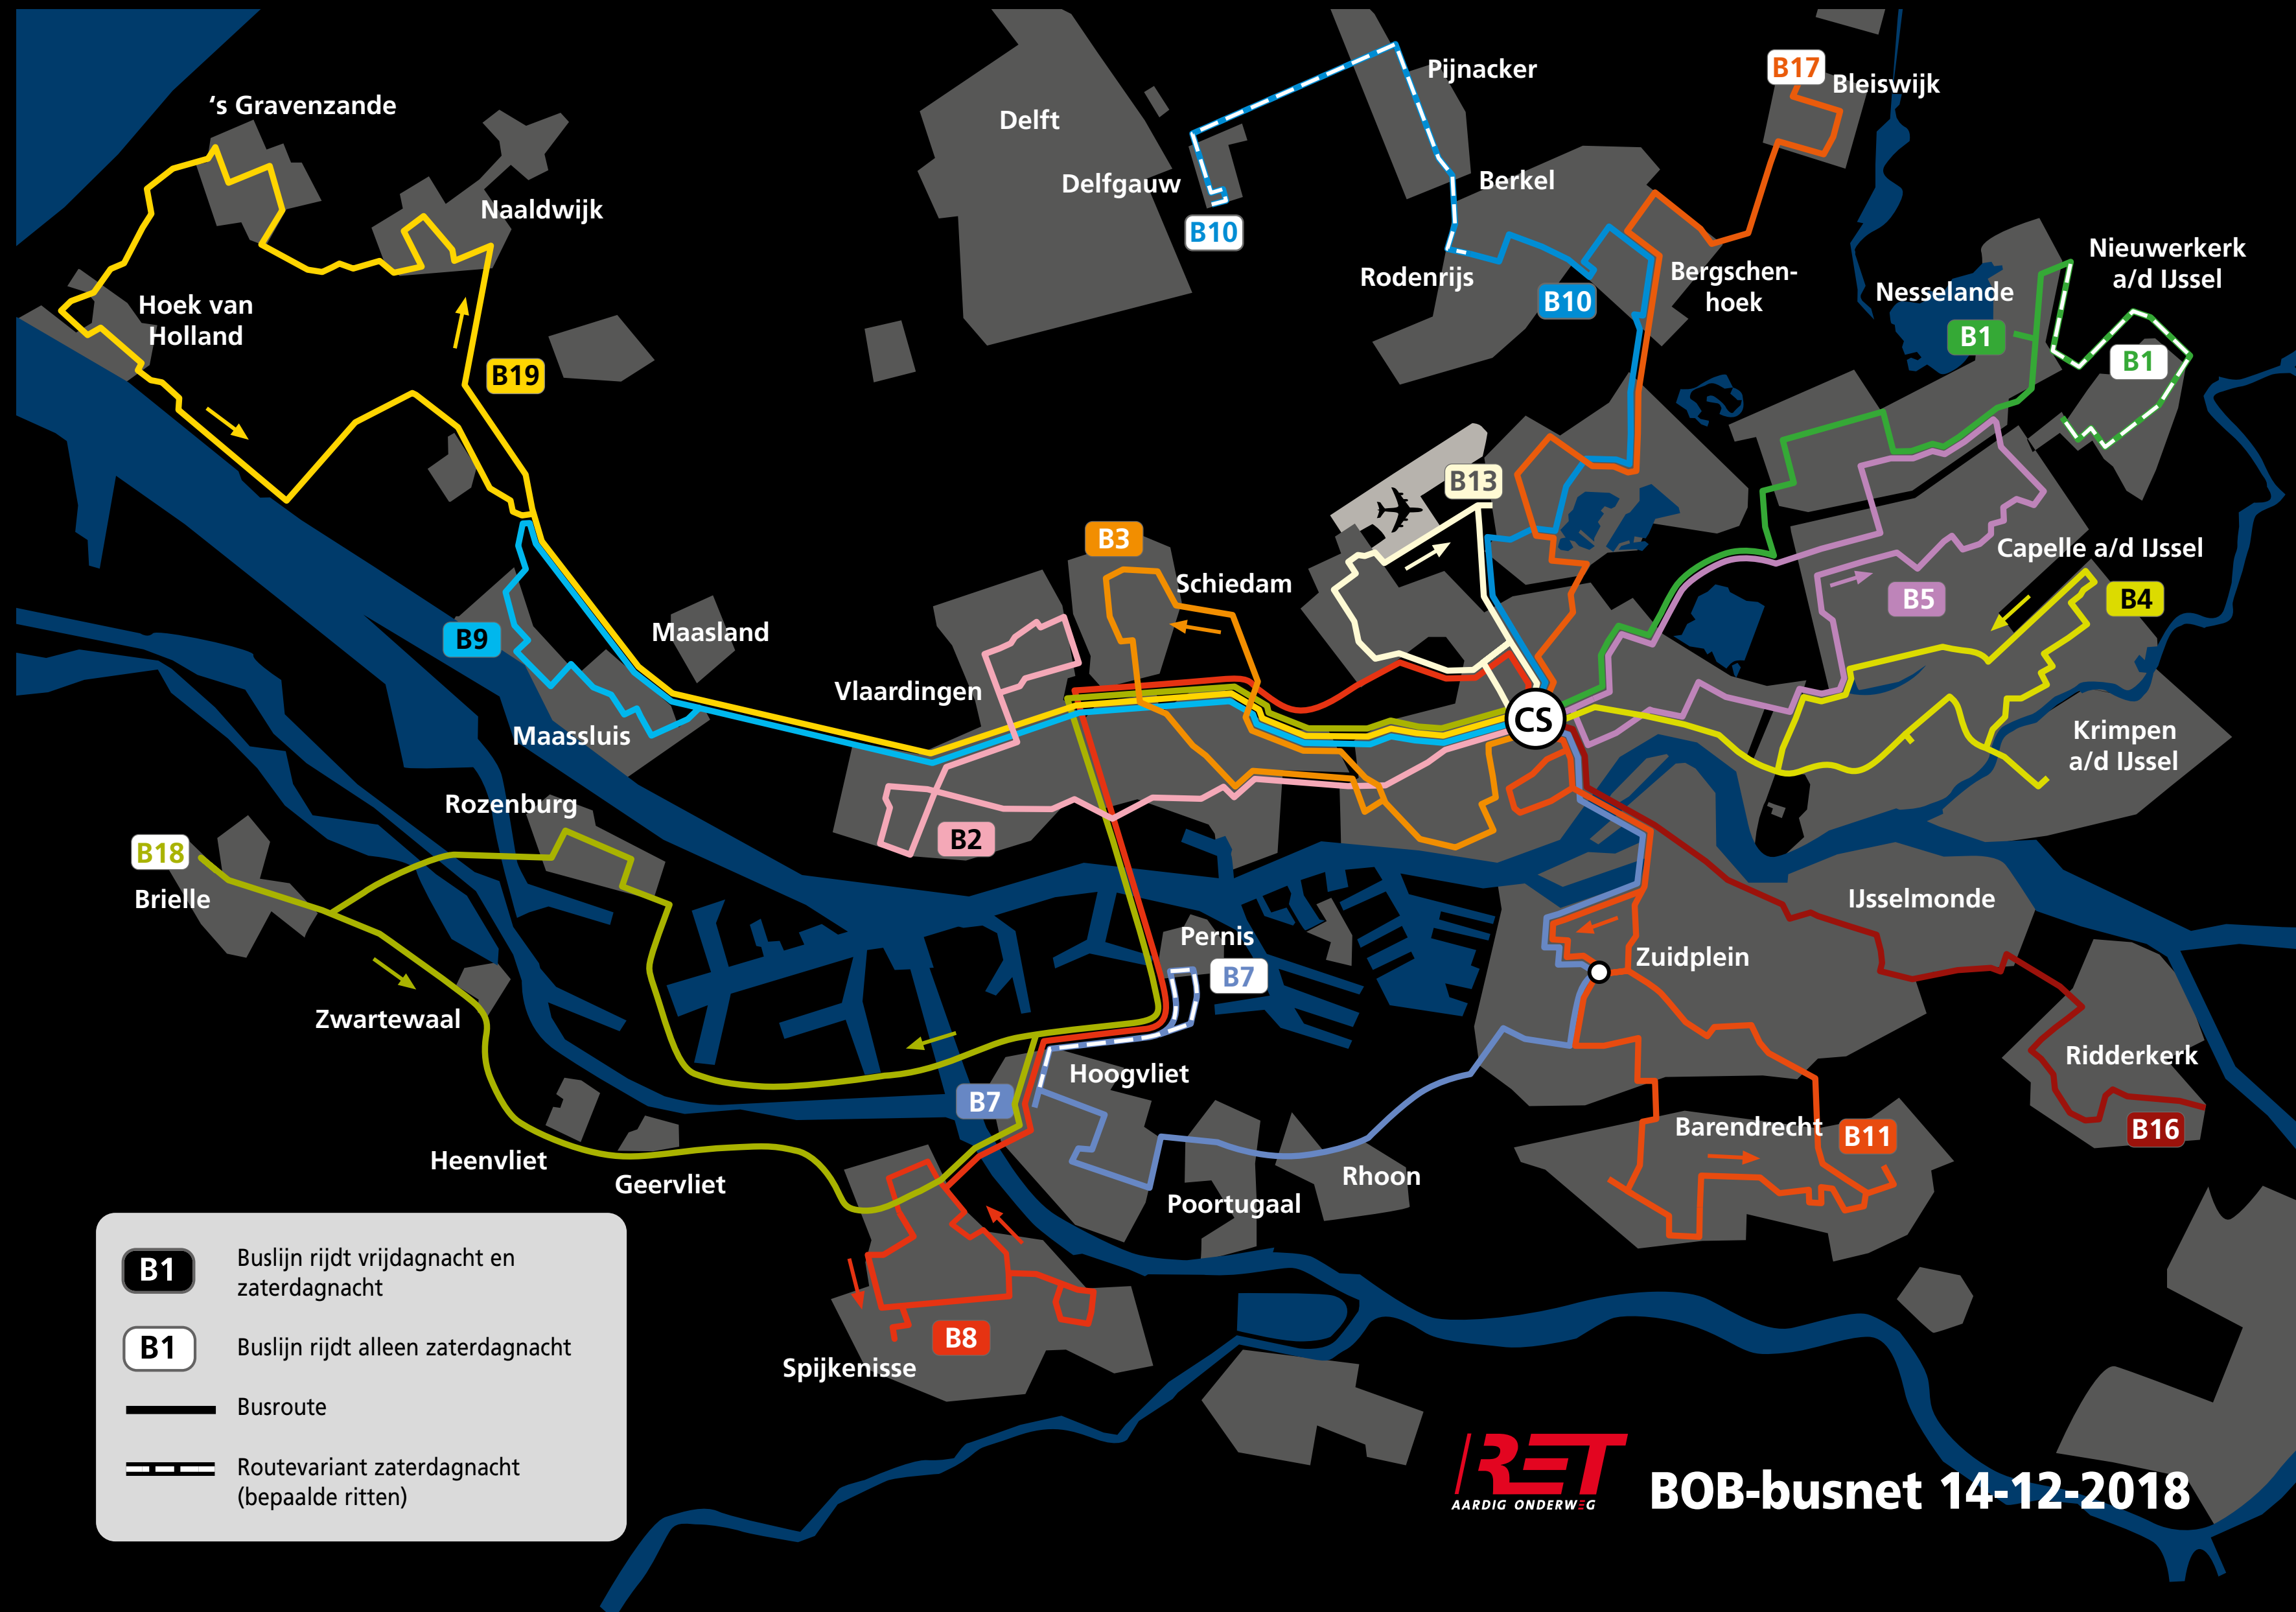 Pijnacker
B17
Bleiswijk
‘s Gravenzande
Delft
Delfgauw
Berkel
Naaldwijk
B10
Rodenrijs
Bergschen-
hoek
B10
Nieuwerkerk
a/d IJssel
Nesselande
B1
B1
Hoek van
Holland
B19
B13
B3
Schiedam
Capelle a/d IJssel
B5
B4
B9
Maasland
Vlaardingen
CS
Maassluis
Krimpen
a/d IJssel
Rozenburg
B2
B18
Brielle
IJsselmonde
Pernis
B7
Zuidplein
Zwartewaal
Hoogvliet
B7
Ridderkerk
Barendrecht
B11
B16
Heenvliet
Geervliet
Rhoon
Poortugaal
B8
Spijkenisse
B1
Buslijn rijdt vrijdagnacht en
zaterdagnacht
B1
Buslijn rijdt alleen zaterdagnacht
Busroute
Routevariant zaterdagnacht
(bepaalde ritten)
RET
AARDIG ONDERWEG
BOB-busnet 14-12-2018